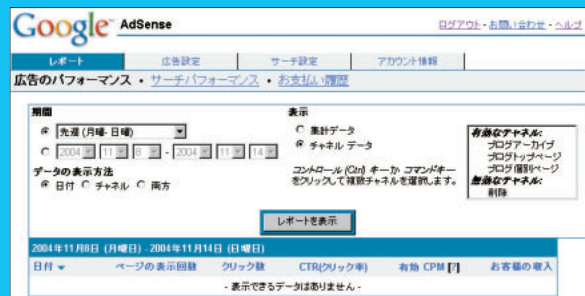 Google AdSense
ログアウト - お問い合わせ - ヘルプ
レポート 広告設定 サーチ設定 アカウント情報
広告のパフォーマンス • サーチパフォーマンス • お支払い履歴
期間 表示
先週 (月曜- 日曜) 集計データ
2004 11 8 - 2004 11 14 チャネル データ
データの表示方法
日付 チャネル 両方
コントロール (Ctrl) キーか コマンドキー
をクリックして複数チャネルを選択します。
有効なチャネル:
ブログアーカイブ
ブログトップページ
ブログ個別ページ
無効なチャネル:
削除
レポートを表示
2004年11月8日 (月曜日) - 2004年11月14日 (日曜日)
日付 ページの表示回数 クリック数 CTR(クリック率) 有効 CPM [?] お客様の収入
- 表示できるデータはありません -